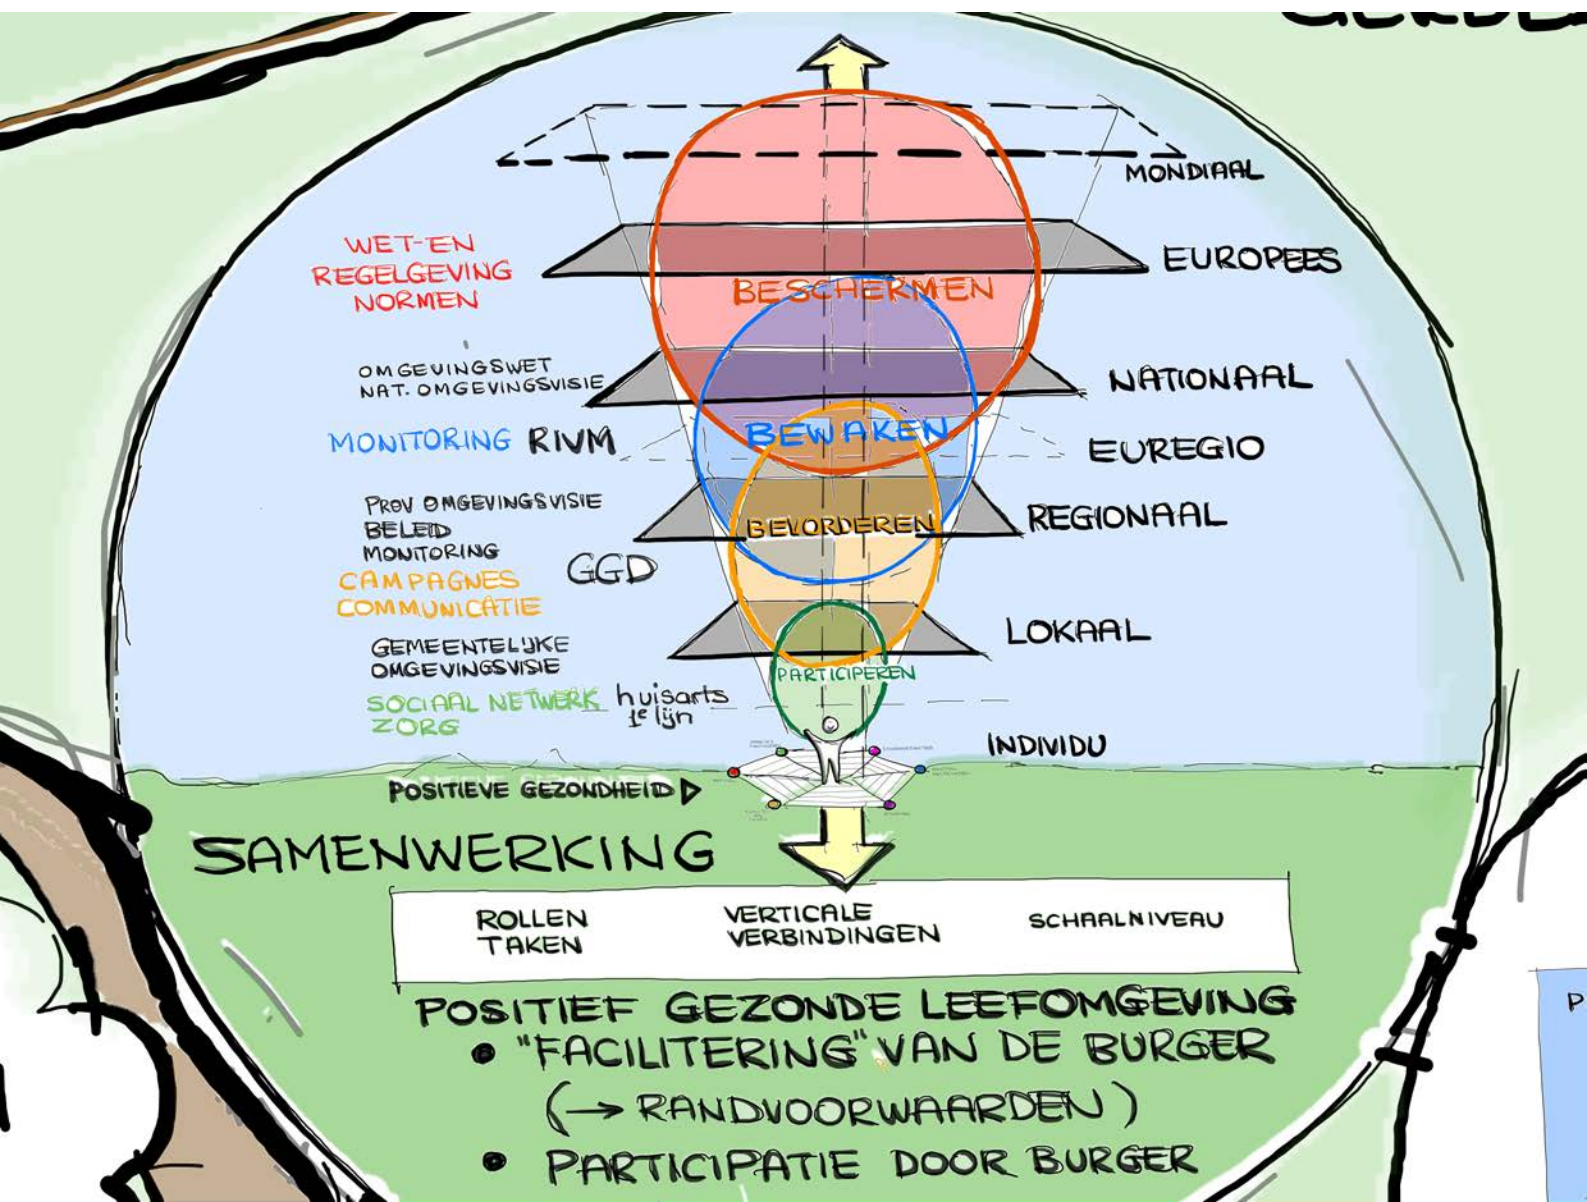 MONDIAAL
WET-EN
REGELGEVING
NORMEN
EUROPEES
BESCHERMEN
OMGEVINGSWET
NAT. OMGEVINGSVISIE
NATIONAAL
MONITORING RIVM
BEWAKEN
EUREGIO
PROV OMGEVINGSVISIE
BELEID
MONITORING
BEVORDEREN
REGIONAAL
GGD
CAMPAGNES
COMMUNICATIE
LOKAAL
GEMEENTELIJKE
OMGEVINGSVISIE
PARTICIPEREN
SOCIAAL NETWERK
ZORG
huisarts
1e lijn
INDIVIDU
POSITIEVE GEZONDHEID
SAMENWERKING
ROLLEN
TAKEN
VERTICALE
VERBINDINGEN
SCHAALNIVEAU
POSITIEF GEZONDE LEEFOMGEVING
• "FACILITERING" VAN DE BURGER
(→ RANDVOORWAARDEN)
• PARTICIPATIE DOOR BURGER
P